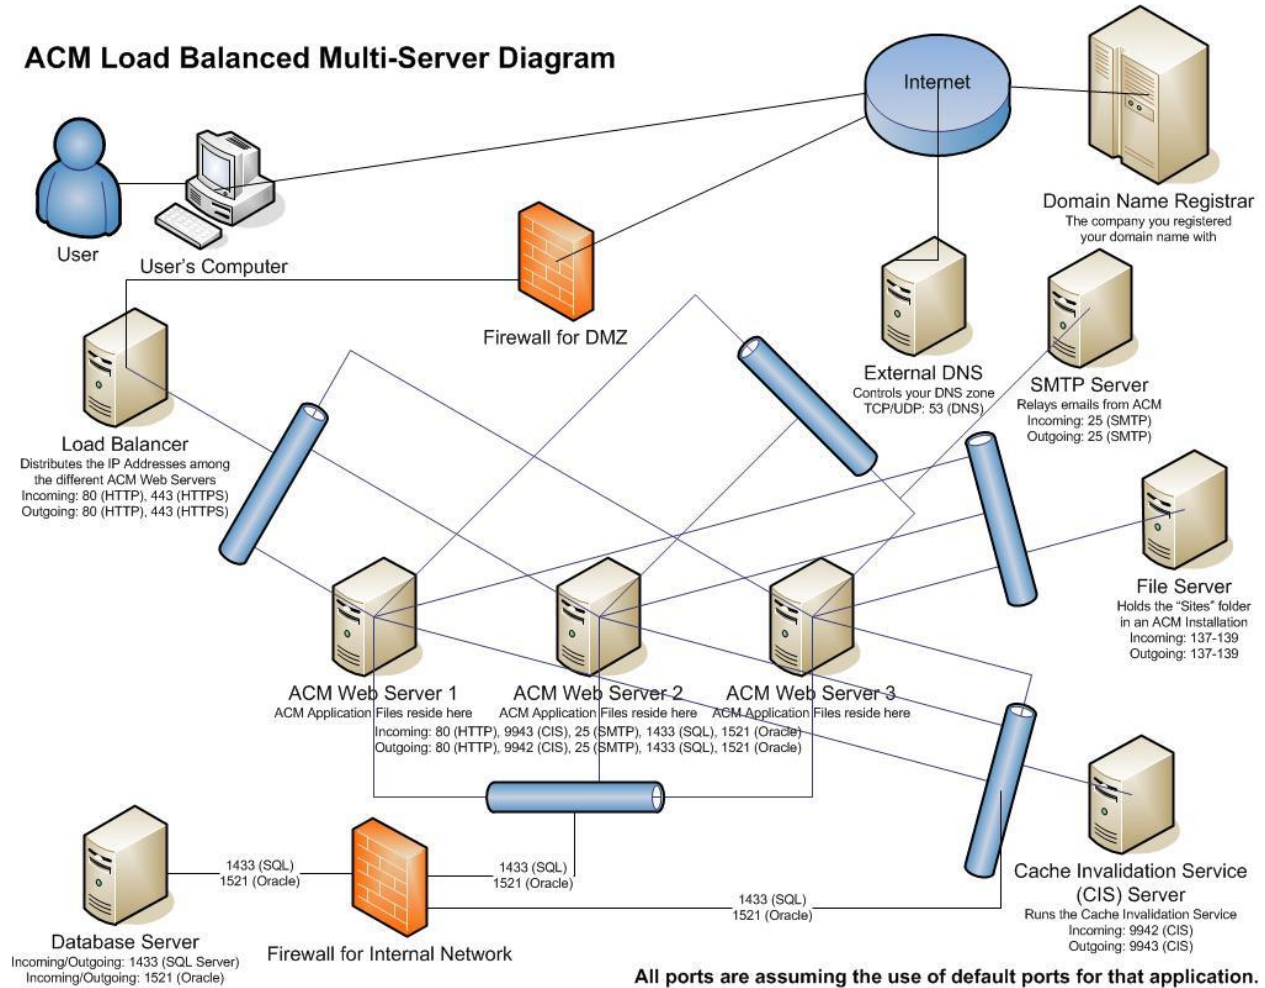 ACM Load Balanced Multi-Server Diagram
Internet
Domain Name Registrar
The company you registered
your domain name with
User
User's Computer
Firewall for DMZ
External DNS
Controls your DNS zone
TCP/UDP: 53 (DNS)
SMTP Server
Relays emails from ACM
Incoming: 25 (SMTP)
Outgoing: 25 (SMTP)
Load Balancer
Distributes the IP Addresses among
the different ACM Web Servers
Incoming: 80 (HTTP), 443 (HTTPS)
Outgoing: 80 (HTTP), 443 (HTTPS)
File Server
Holds the "Sites" folder
in an ACM Installation
Incoming: 137-139
Outgoing: 137-139
ACM Web Server 1
ACM Application Files reside here
ACM Web Server 2
ACM Application Files reside here
ACM Web Server 3
ACM Application Files reside here
Incoming: 80 (HTTP), 9943 (CIS), 25 (SMTP), 1433 (SQL), 1521 (Oracle)
Outgoing: 80 (HTTP), 9942 (CIS), 25 (SMTP), 1433 (SQL), 1521 (Oracle)
1433 (SQL)
1521 (Oracle)
1433 (SQL)
1521 (Oracle)
1433 (SQL)
1521 (Oracle)
Cache Invalidation Service
(CIS) Server
Runs the Cache Invalidation Service
Incoming: 9942 (CIS)
Outgoing: 9943 (CIS)
Database Server
Incoming/Outgoing: 1433 (SQL Server)
Incoming/Outgoing: 1521 (Oracle)
Firewall for Internal Network
All ports are assuming the use of default ports for that application.